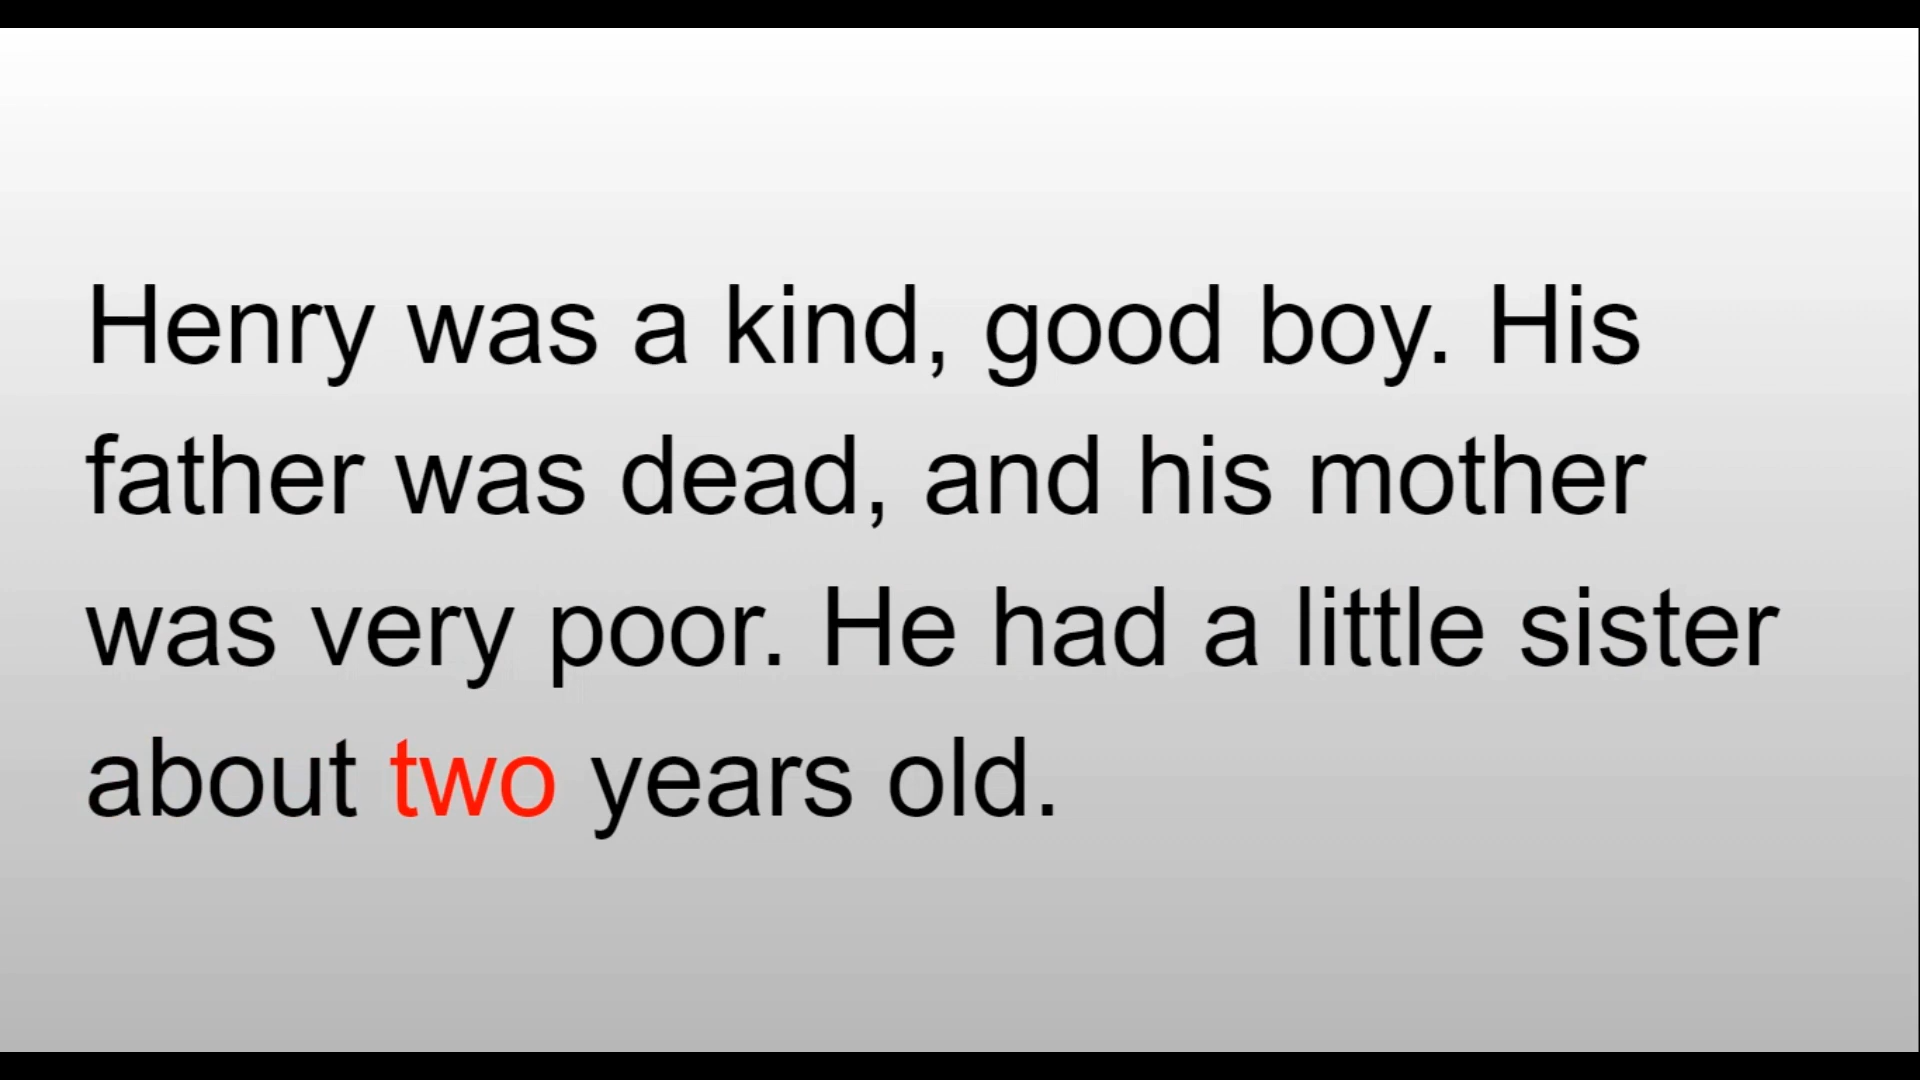 Henry was a kind, good boy. His
father was dead, and his mother
was very poor. He had a little sister
about two years old.